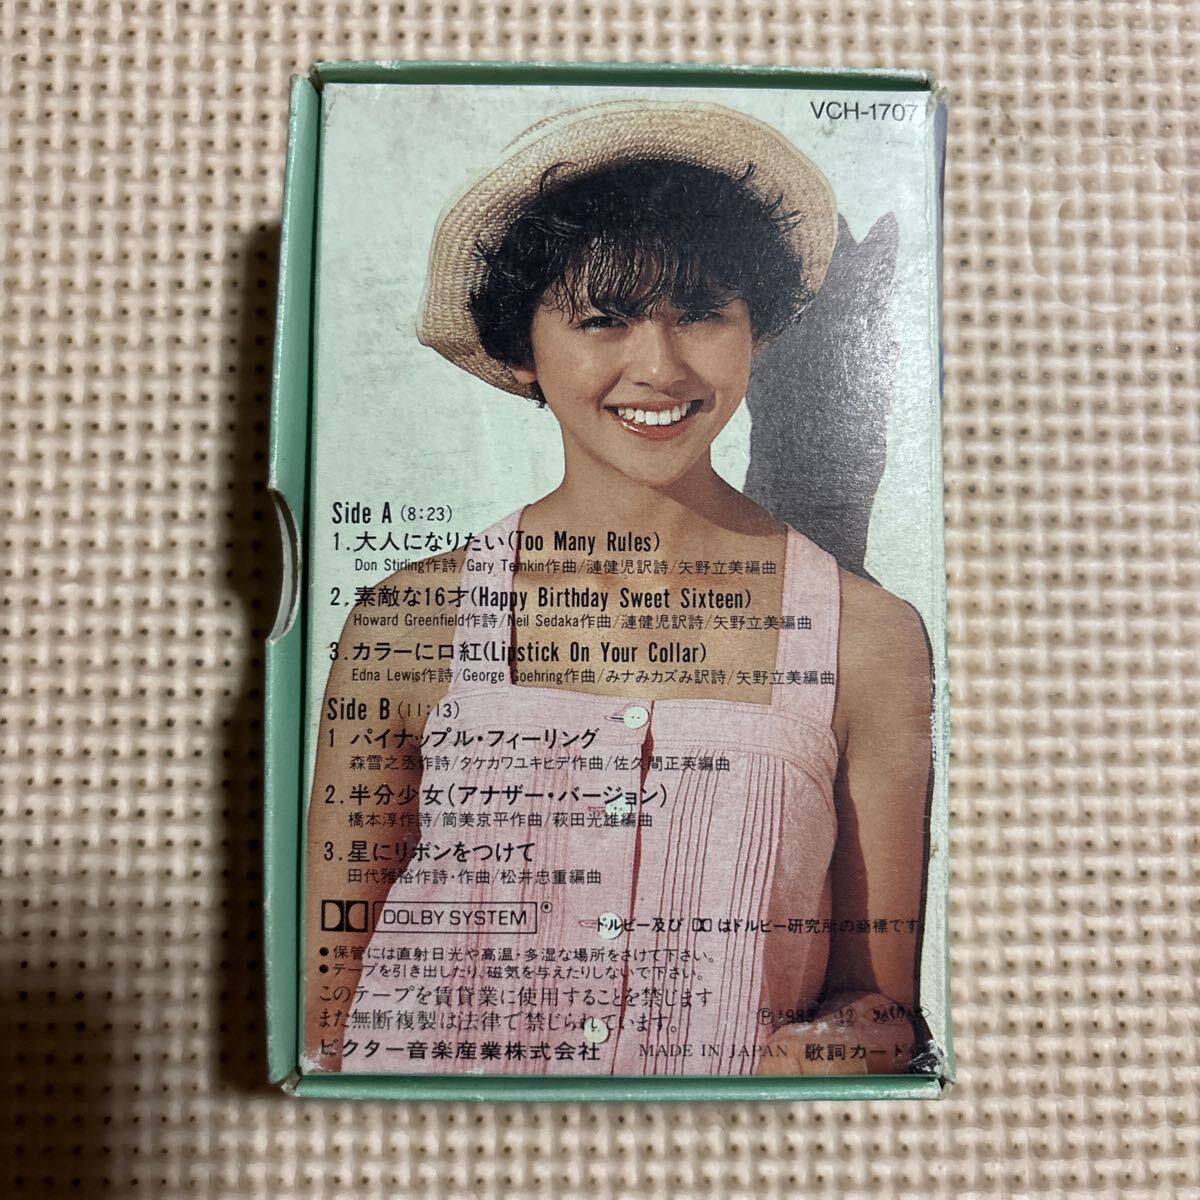 VCH-1707
Side A (8:23)
1.大人になりたい(Too Many Rules)
Don Stirling作詩/Gary Temkin作曲/漣健児訳詩/矢野立美編曲
2.素敵な16才(Happy Birthday Sweet Sixteen)
Howard Greenfield作詩/Neil Sedaka作曲/漣健児訳詩/矢野立美編曲
3.カラーに口紅(Lipstick On Your Collar)
Edna Lewis作詩/George Goehring作曲/みナみカズみ訳詩/矢野立美編曲
Side B (11:13)
1 パイナップル・フィーリング
森雪之丞作詩/タケカワユキヒデ作曲/佐久間正英編曲
2.半分少女(アナザー・バージョン)
橋本淳作詩/筒美京平作曲/萩田光雄編曲
3.星にリボンをつけて
田代雅裕作詩・作曲/松井忠重編曲
DOLBY SYSTEM® ドルビー及び はドルビー研究所の商標です
●保管には直射日光や高温・多湿な場所をさけて下さい。
●テープを引き出したり、磁気を与えたりしないで下さい。
このテープを賃貸業に使用することを禁じます
また無断複製は法律で禁じられています。
Ⓟ1983 12
ビクター音楽産業株式会社 MADE IN JAPAN 歌詞カード